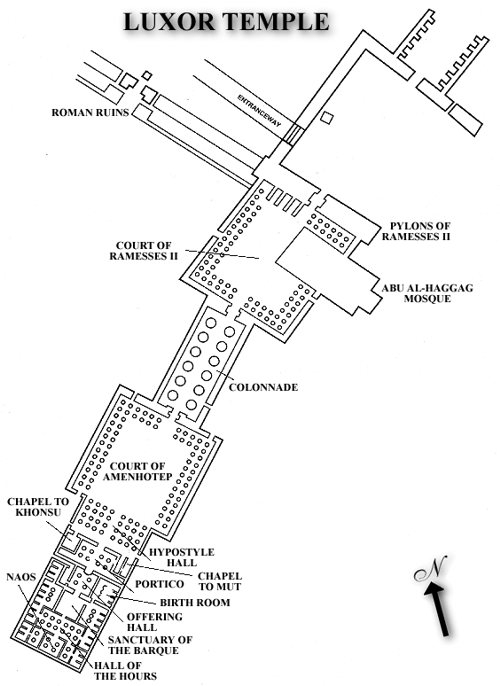 LUXOR TEMPLE
ENTRANCEWAY
ROMAN RUINS
PYLONS OF
RAMESSES II
COURT OF
RAMESSES II
ABU AL-HAGGAG
MOSQUE
COLONNADE
COURT OF
AMENHOTEP
CHAPEL TO
KHONSU
HYPOSTYLE
HALL
CHAPEL
TO MUT
NAOS
PORTICO
BIRTH ROOM
OFFERING
HALL
SANCTUARY OF
THE BARQUE
HALL OF
THE HOURS
N